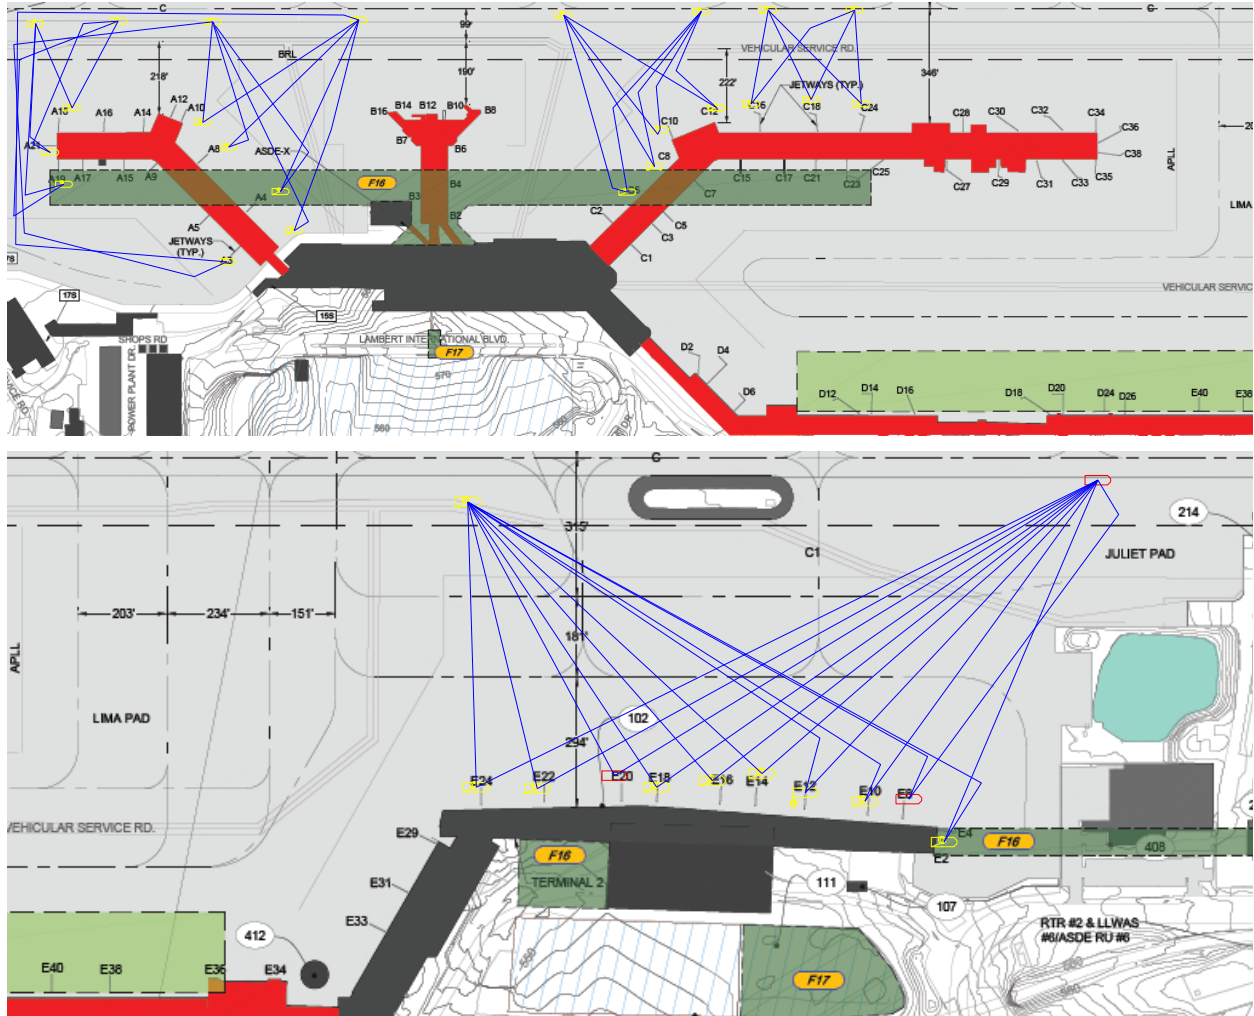 C
C
99'
VEHICULAR SERVICE RD.
BRL
218'
190'
222'
346'
JETWAYS (TYP.)
A18
A16
A14
A12
A10
B16
B14
B12
B10
B8
C10
C12
C16
C18
C24
C28
C30
C32
C34
C36
C38
A21
A8
ASDE-X
B7
B6
C8
C25
APLL
A19
A17
A15
A9
F16
B4
B3
C6
C7
C15
C17
C21
C23
C27
C29
C31
C33
C35
A4
A5
B2
C2
C5
C3
C1
LIMA
JETWAYS
(TYP.)
A3
17S
15S
VEHICULAR SERVIC
SHOPS RD
LAMBERT INTERNATIONAL BLVD.
F17
570
560
POWER PLANT DR.
D2
D4
D6
D12
D14
D16
D18
D20
D24
D26
E40
E38
C
315'
C1
214
JULIET PAD
203'
234'
151'
181'
APLL
LIMA PAD
102
294'
E24
E22
E20
E18
E16
E14
E12
E10
E8
VEHICULAR SERVICE RD.
E29
E4
E2
F16
F16
408
E31
TERMINAL 2
111
107
E33
412
RTR #2 & LLWAS
#6/ASDE RU #6
E40
E38
E36
E34
F17